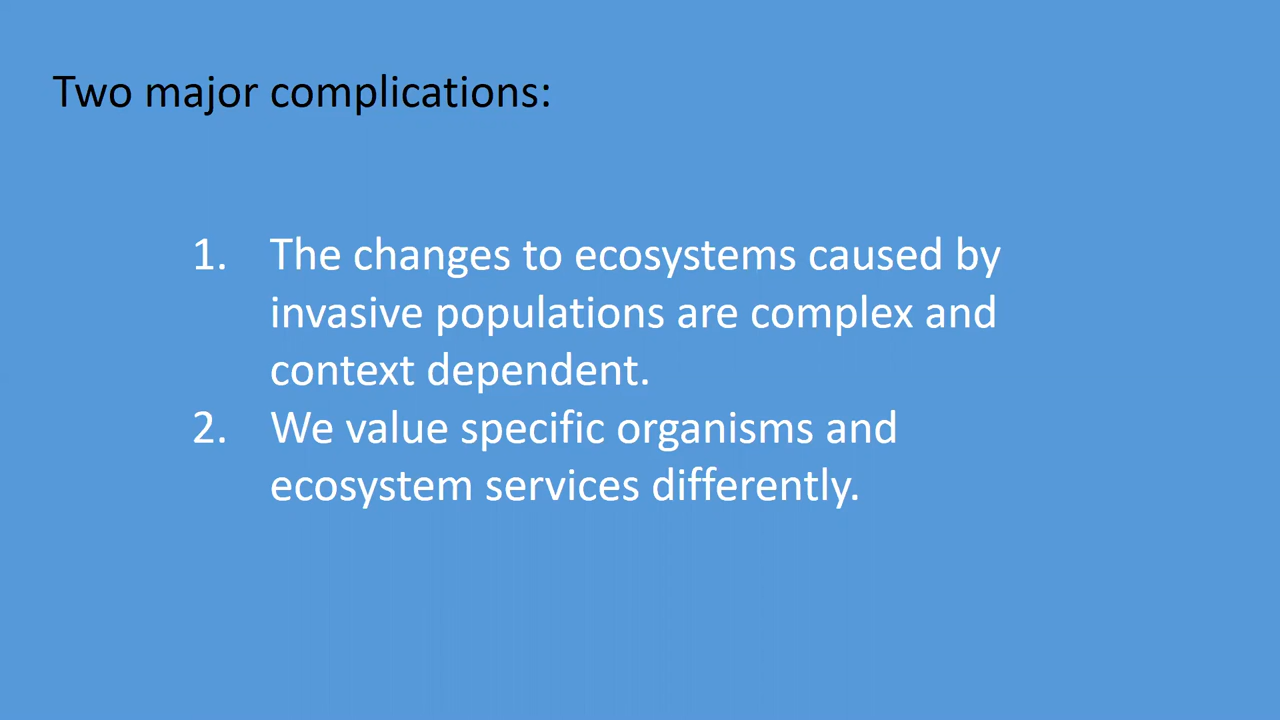 Two major complications:
1. The changes to ecosystems caused by
invasive populations are complex and
context dependent.
2. We value specific organisms and
ecosystem services differently.